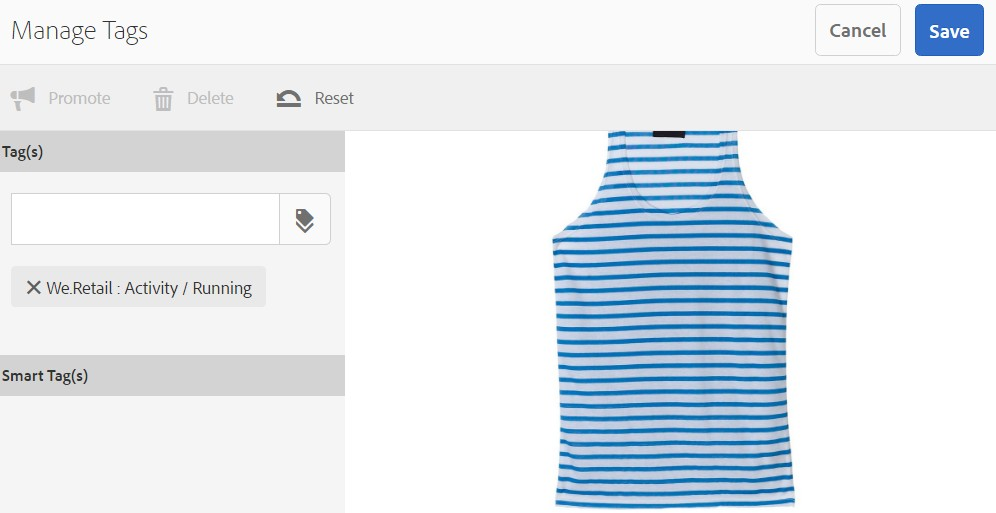 Manage Tags
Cancel
Save
Promote
Delete
Reset
Tag(s)
We.Retail : Activity / Running
Smart Tag(s)